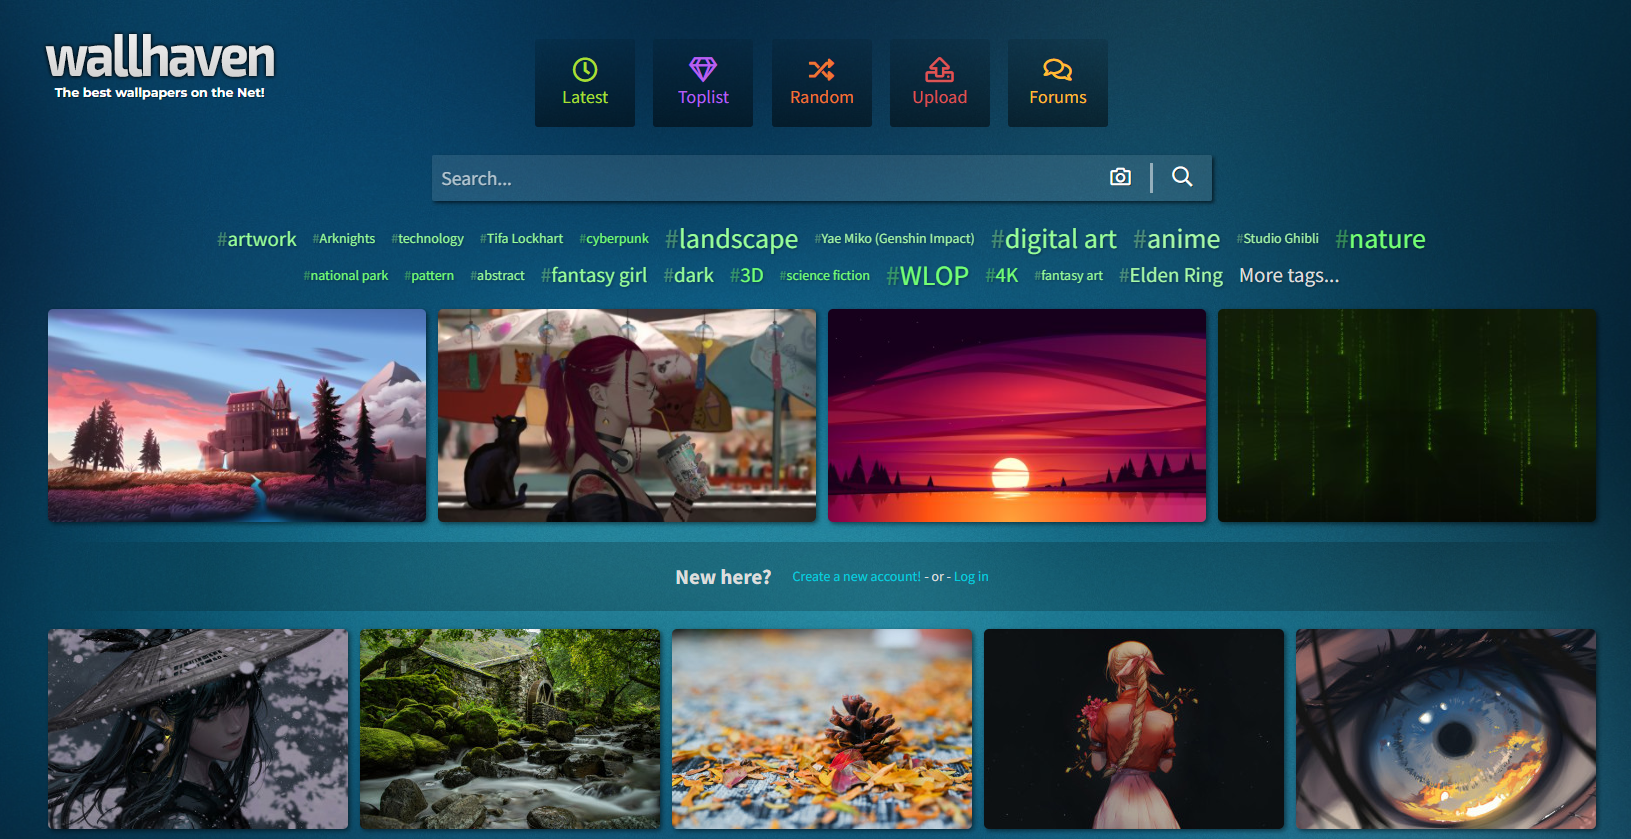 wallhaven
The best wallpapers on the Net!
Latest
Toplist
Random
Upload
Forums
Search...
#artwork #Arknights #technology #Tifa Lockhart #cyberpunk #landscape #Yae Miko (Genshin Impact) #digital art #anime #Studio Ghibli #nature
#national park #pattern #abstract #fantasy girl #dark #3D #science fiction #WLOP #4K #fantasy art #Elden Ring More tags...
New here? Create a new account! - or - Log in